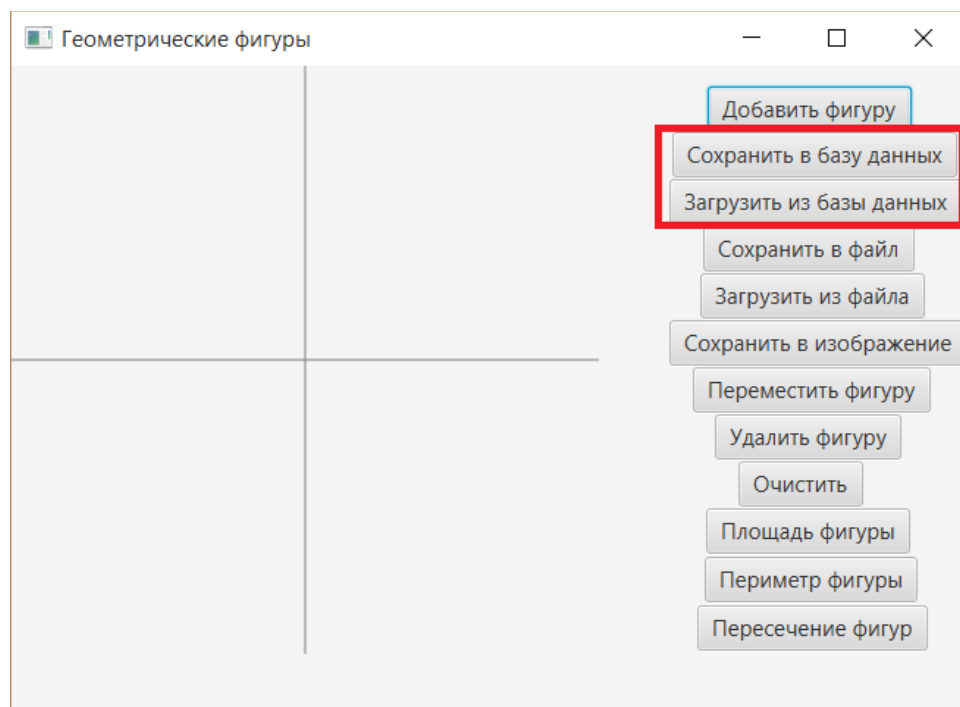 Геометрические фигуры
Добавить фигуру
Сохранить в базу данных
Загрузить из базы данных
Сохранить в файл
Загрузить из файла
Сохранить в изображение
Переместить фигуру
Удалить фигуру
Очистить
Площадь фигуры
Периметр фигуры
Пересечение фигур